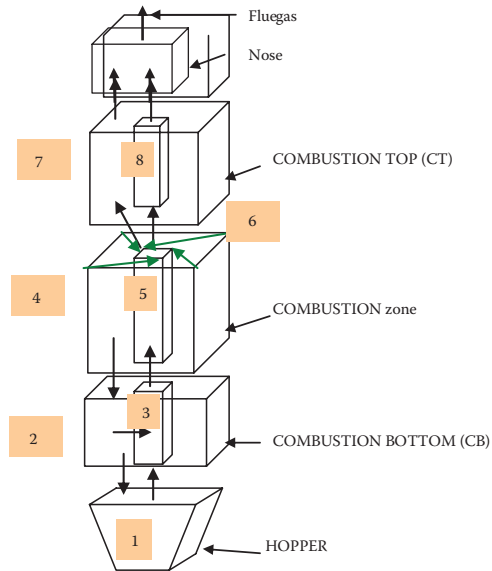 Fluegas
Nose
7
8
COMBUSTION TOP (CT)
6
4
5
COMBUSTION zone
3
2
COMBUSTION BOTTOM (CB)
1
HOPPER